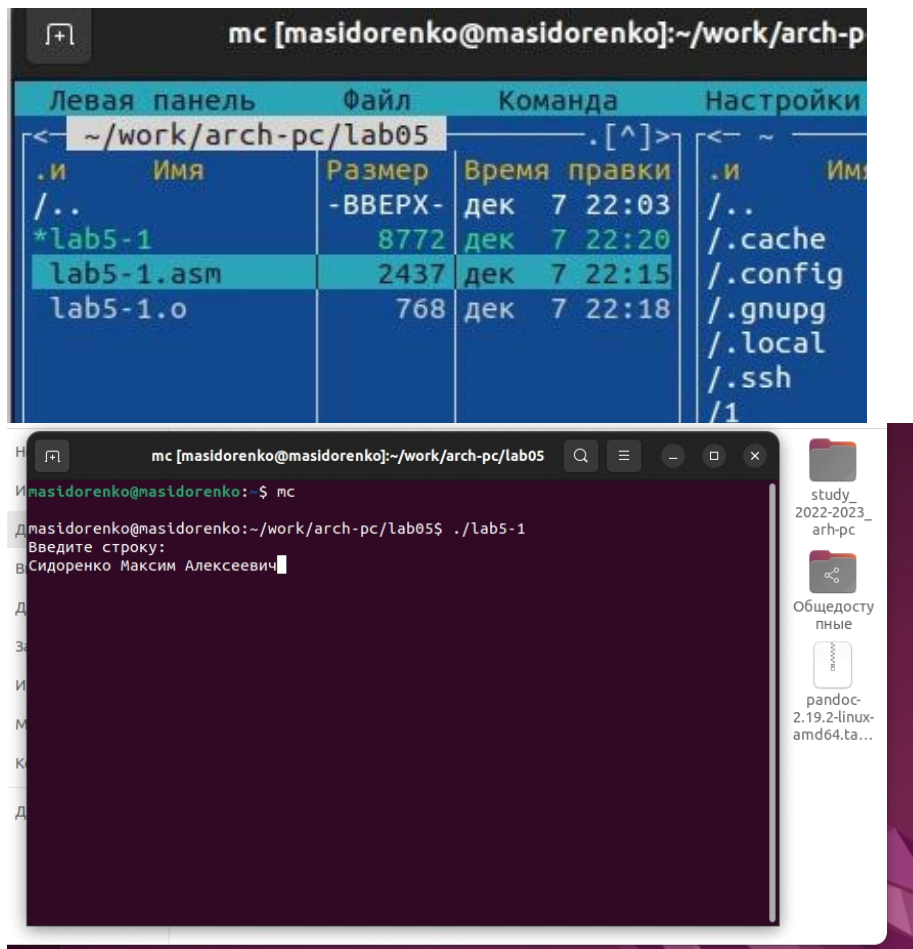 mc [masidorenko@masidorenko]:~/work/arch-p
Левая панель Файл Команда Настройки
<— ~/work/arch-pc/lab05 .[^]> <— ~
.и Имя Размер Время правки .и Им
/.. -ВВЕРХ- дек 7 22:03 /..
*lab5-1 8772 дек 7 22:20 /.cache
lab5-1.asm 2437 дек 7 22:15 /.config
lab5-1.o 768 дек 7 22:18 /.gnupg
/.local
/.ssh
/1
mc [masidorenko@masidorenko]:~/work/arch-pc/lab05
masidorenko@masidorenko:~$ mc
masidorenko@masidorenko:~/work/arch-pc/lab05$ ./lab5-1
Введите строку:
Сидоренко Максим Алексеевич
study_
2022-2023_
arh-pc
Общедосту
пные
pandoc-
2.19.2-linux-
amd64.ta...